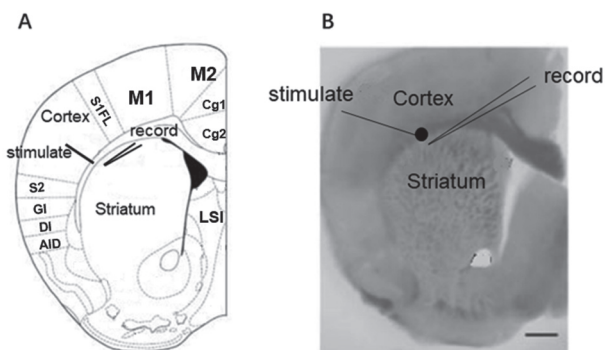 A
M2
M1
S1FL
Cg1
Cortex
record
Cg2
stimulate
S2
Striatum
GI
LSI
DI
AID
B
record
stimulate
Cortex
Striatum